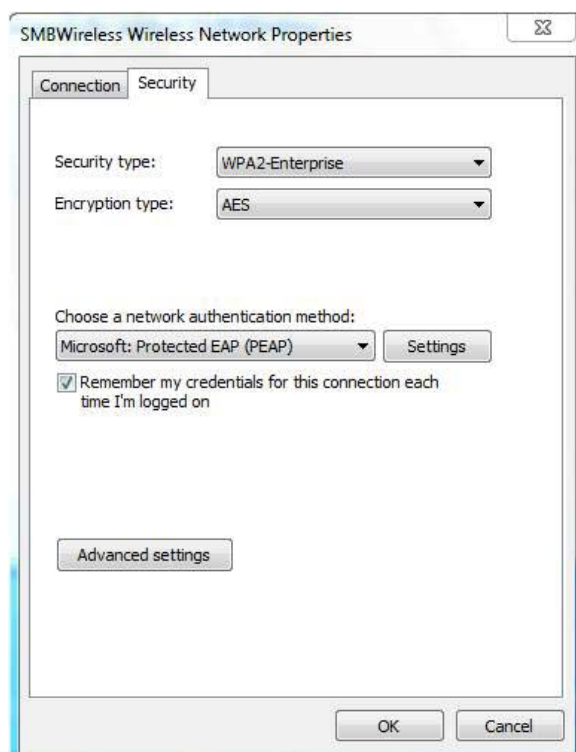 SMBWireless Wireless Network Properties
Connection
Security
Security type:
WPA2-Enterprise
Encryption type:
AES
Choose a network authentication method:
Microsoft: Protected EAP (PEAP)
Settings
Remember my credentials for this connection each
time I'm logged on
Advanced settings
OK
Cancel